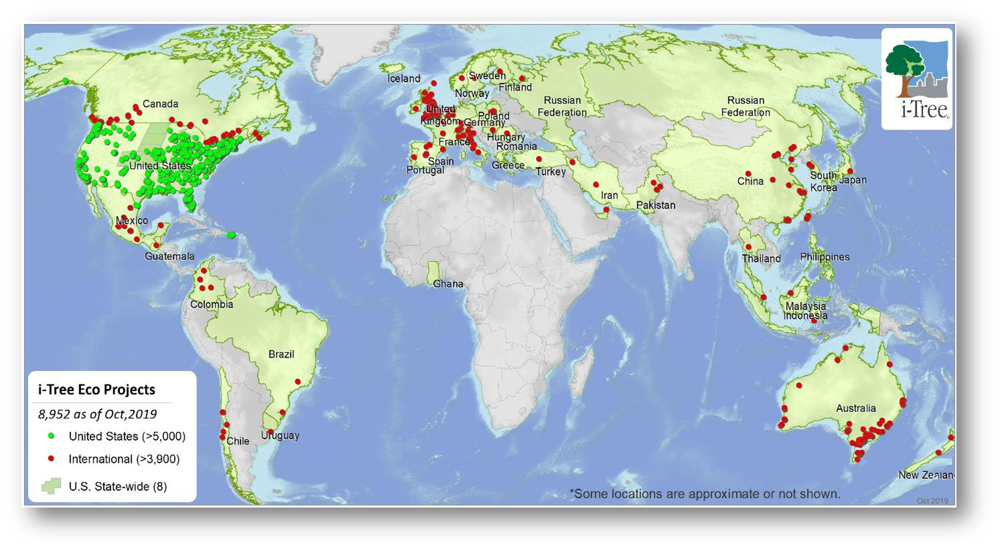 Iceland
Sweden
Norway
Finland
Russian
Federation
Russian
Federation
i-Tree
Canada
United
Kingdom
Poland
Germany
France
Hungary
Romania
Spain
Portugal
Greece
Turkey
United States
China
South
Korea
Japan
Iran
Pakistan
Mexico
Guatemala
Thailand
Philippines
Ghana
Colombia
Malaysia
Indonesia
Brazil
Australia
Chile
Uruguay
New Zealan
i-Tree Eco Projects
8,952 as of Oct,2019
United States (>5,000)
International (>3,900)
U.S. State-wide (8)
*Some locations are approximate or not shown.
Oct 2019